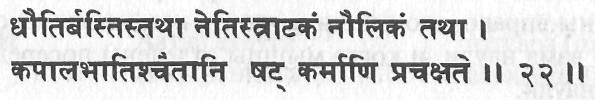 धौतिर्बस्तिस्तथा नेतिस्त्राटकं नौलिकं तथा ।
कपालभातिश्चैतानि षट् कर्माणि प्रचक्षते ।। २२ ।।